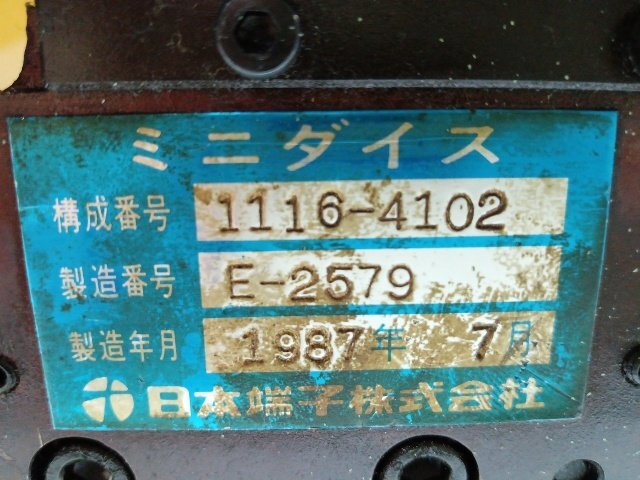 ミニダイス
構成番号 1116-4102
製造番号 E-2579
製造年月 1987年 7月
日本端子株式会社